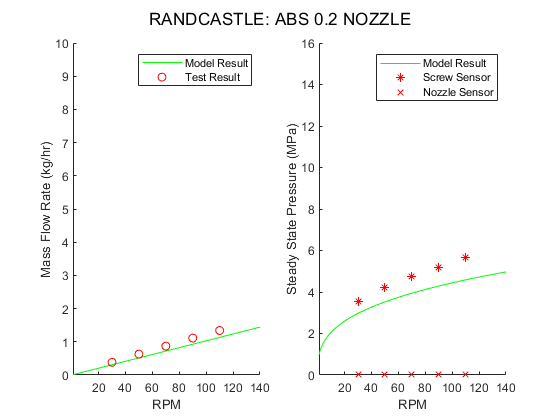 RANDCASTLE: ABS 0.2 NOZZLE
Mass Flow Rate (kg/hr)
10
9
8
7
6
5
4
3
2
1
0
20 40 60 80 100 120 140
RPM
Model Result
Test Result
Steady State Pressure (MPa)
16
14
12
10
8
6
4
2
0
20 40 60 80 100 120 140
RPM
Model Result
Screw Sensor
Nozzle Sensor